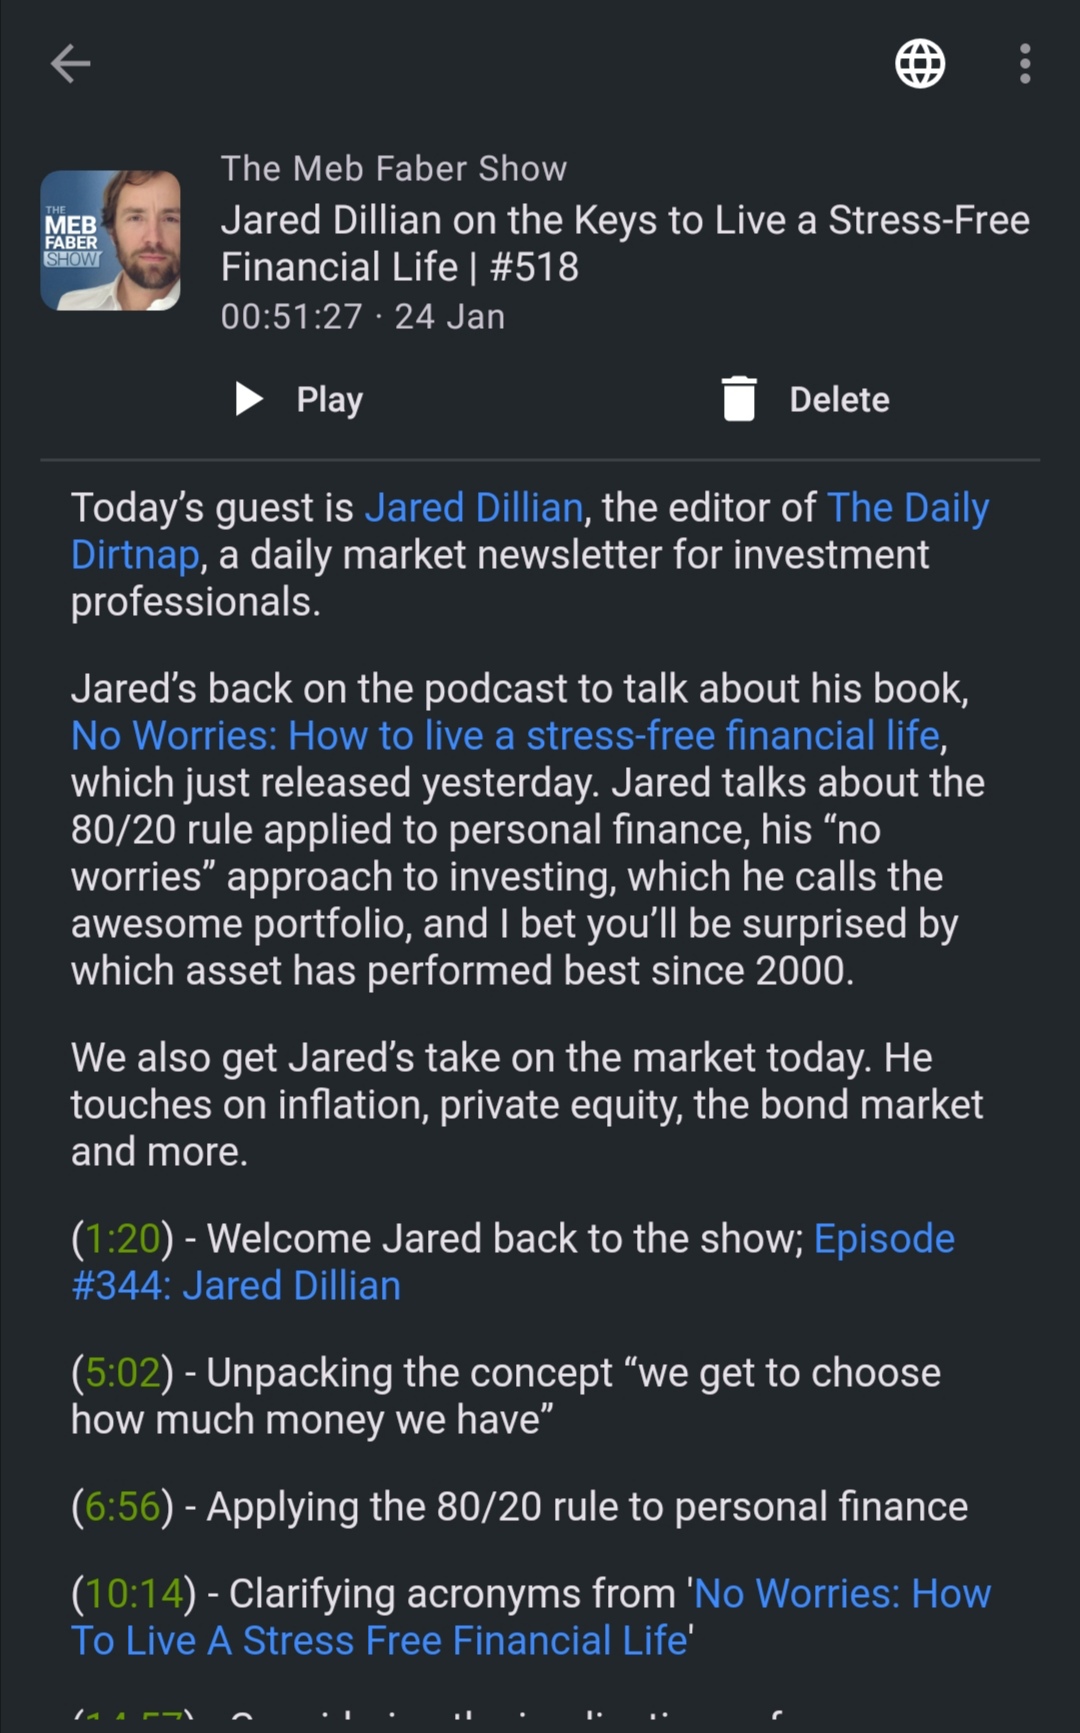 The Meb Faber Show
THE
MEB
FABER
SHOW
Jared Dillian on the Keys to Live a Stress-Free
Financial Life | #518
00:51:27 · 24 Jan
Play
Delete
Today’s guest is Jared Dillian, the editor of The Daily
Dirtnap, a daily market newsletter for investment
professionals.
Jared’s back on the podcast to talk about his book,
No Worries: How to live a stress-free financial life,
which just released yesterday. Jared talks about the
80/20 rule applied to personal finance, his “no
worries” approach to investing, which he calls the
awesome portfolio, and I bet you’ll be surprised by
which asset has performed best since 2000.
We also get Jared’s take on the market today. He
touches on inflation, private equity, the bond market
and more.
(1:20) - Welcome Jared back to the show; Episode
#344: Jared Dillian
(5:02) - Unpacking the concept “we get to choose
how much money we have”
(6:56) - Applying the 80/20 rule to personal finance
(10:14) - Clarifying acronyms from 'No Worries: How
To Live A Stress Free Financial Life'